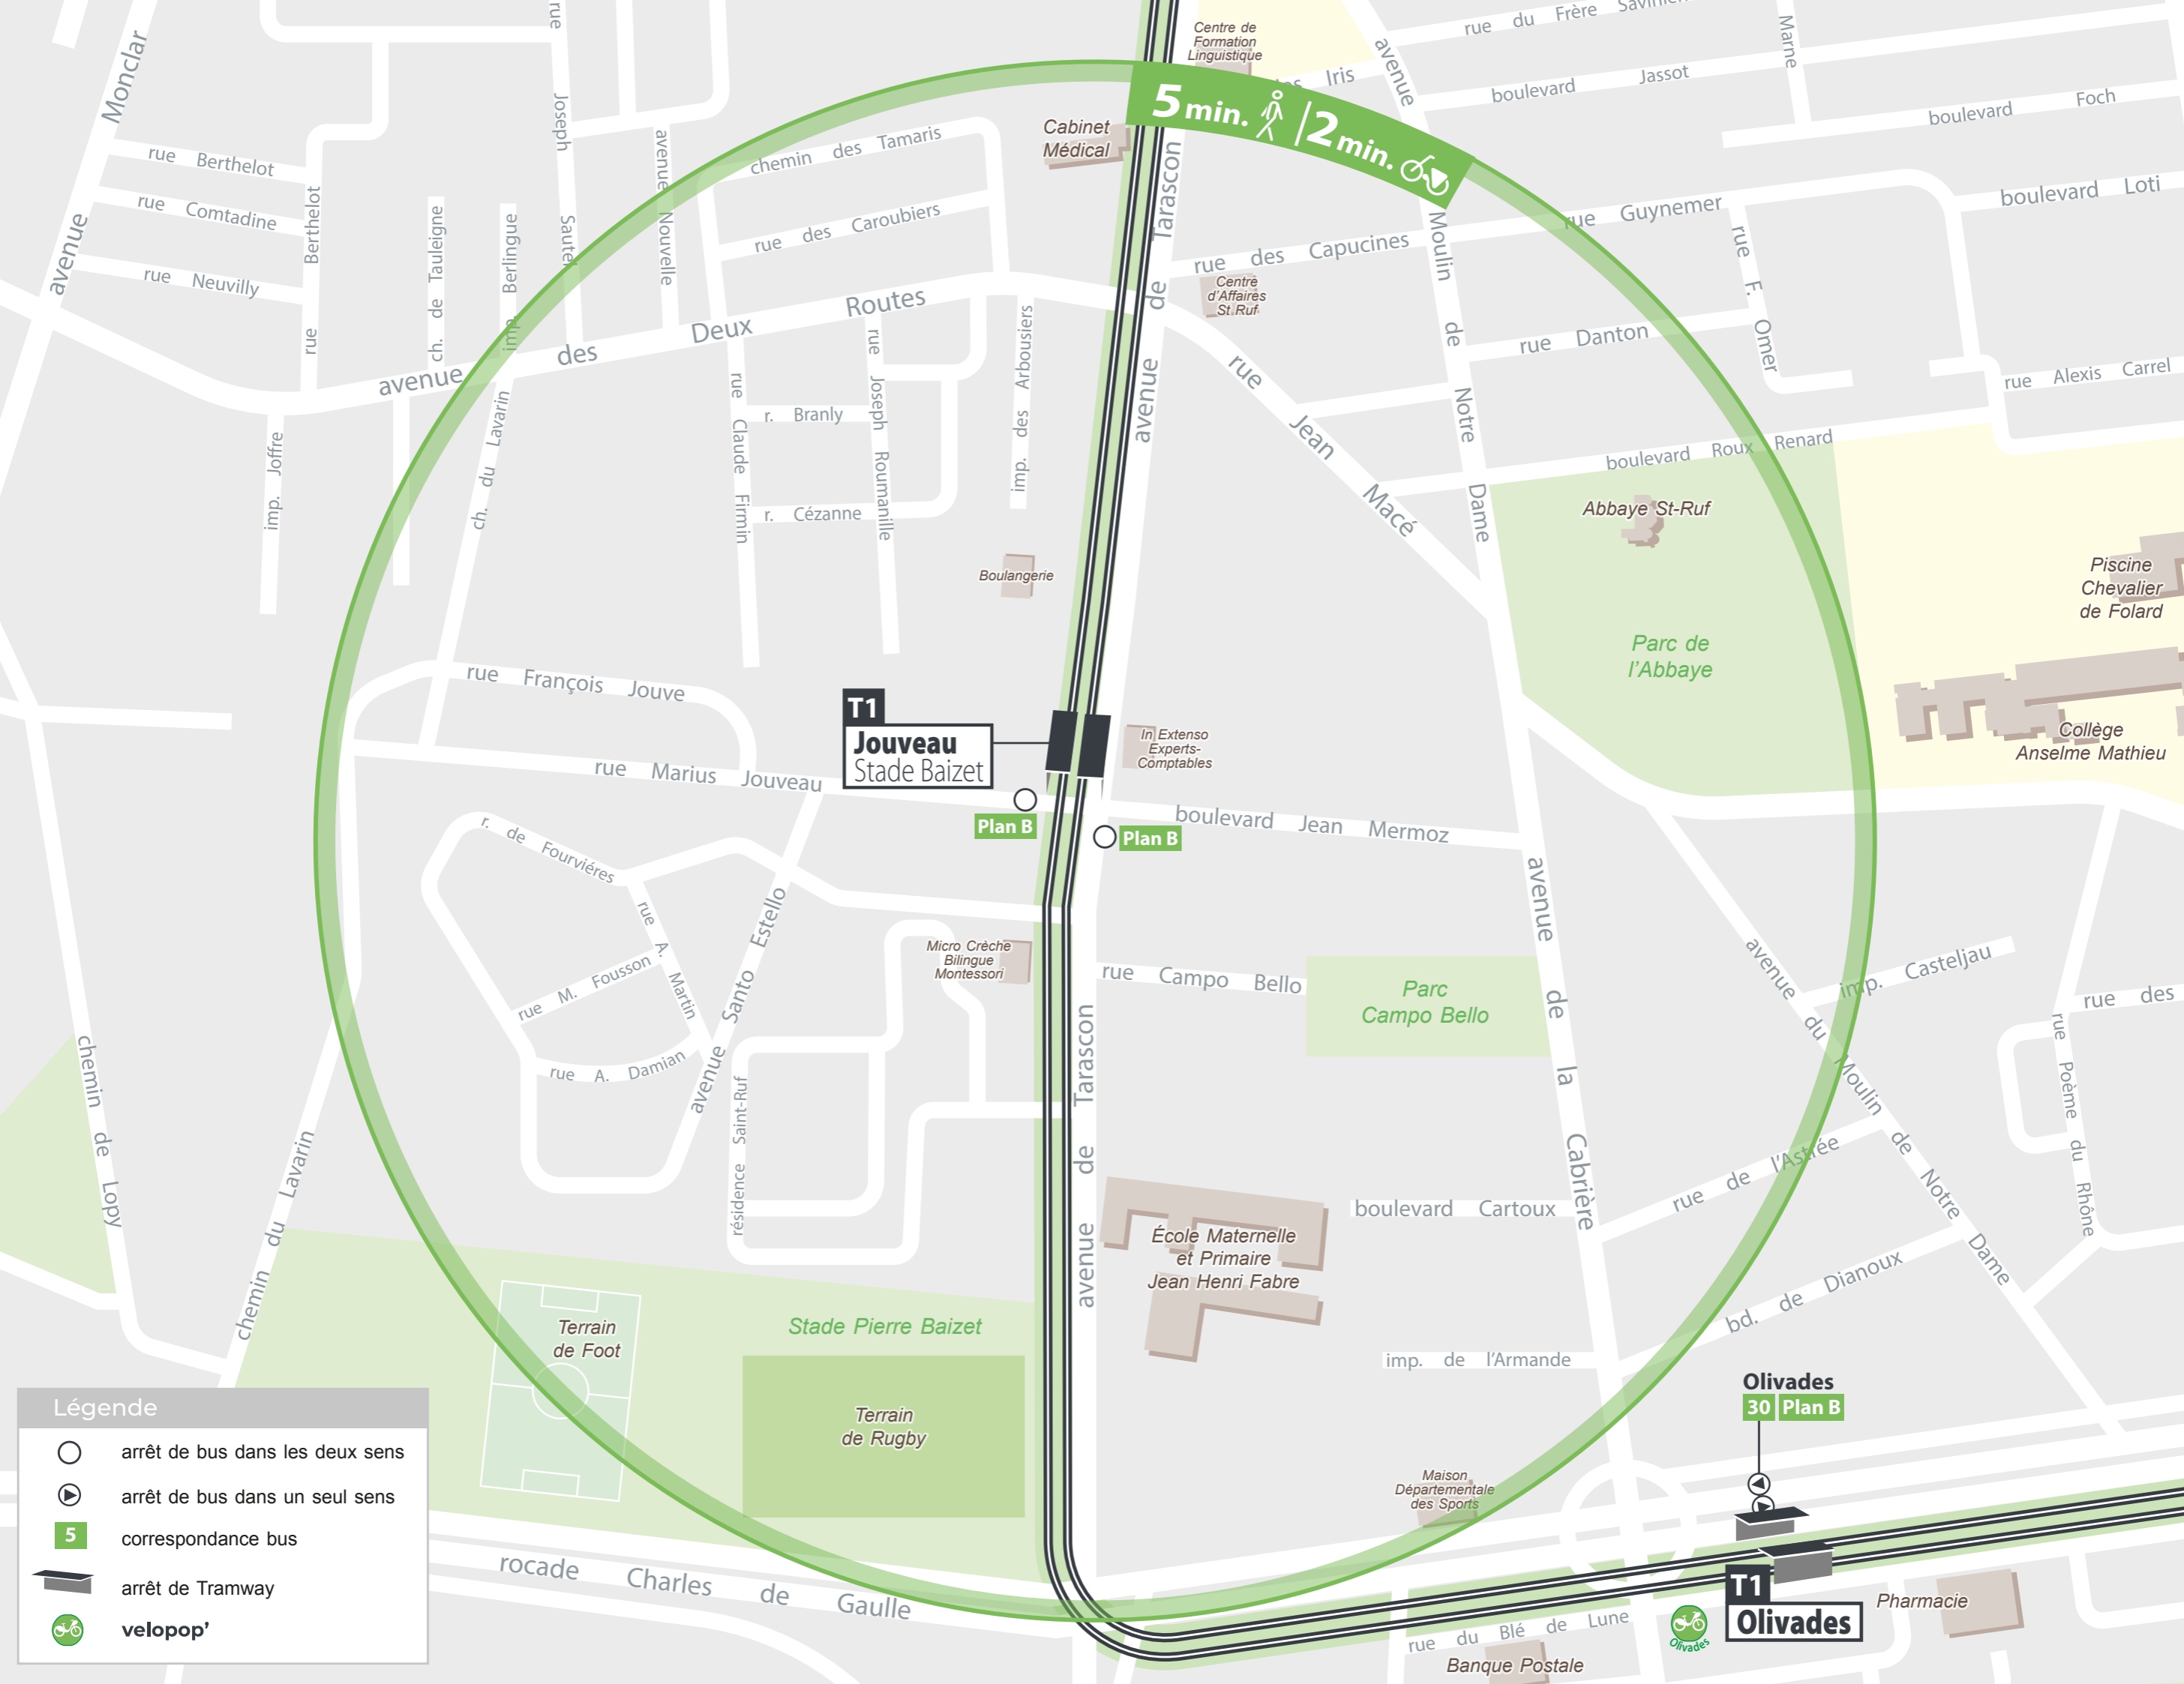 Centre de
Formation
Linguistique
rue du Frère
avenue
Monclar
rue
Joseph
Sautel
avenue
Nouvelle
Marne
Iris
boulevard Jassot
boulevard Foch
5 min. / 2 min.
Cabinet
Médical
rue Berthelot
rue Comtadine
rue Neuvilly
rue Berthelot
ch. de Tauleigne
imp. Berlingue
chemin des Tamaris
rue des Caroubiers
avenue de Tarascon
rue des Capucines
rue Guynemer
boulevard Loti
avenue
Moulin de Notre Dame
rue F. Omer
Centre
d'Affaires
St Ruf
rue Danton
rue Alexis Carrel
avenue des Deux Routes
imp. Joffre
ch. du Lavarin
rue Claude Firmin
r. Branly
rue Joseph Roumanille
r. Cézanne
imp. des Arbousiers
rue Jean Macé
boulevard Roux Renard
Abbaye St-Ruf
Parc de
l'Abbaye
Piscine
Chevalier
de Folard
Collège
Anselme Mathieu
Boulangerie
rue François Jouve
rue Marius Jouveau
T1
Jouveau
Stade Baizet
In Extenso
Experts-
Comptables
Plan B
Plan B
boulevard Jean Mermoz
r. de Fourviéres
rue A. Martin
rue M. Fousson
rue A. Damian
avenue Santo Estello
Micro Crèche
Bilingue
Montessori
rue Campo Bello
Parc
Campo Bello
avenue de la Cabrière
avenue du Moulin de Notre Dame
imp. Casteljau
rue des
rue Poème du Rhône
résidence Saint-Ruf
avenue de Tarascon
chemin de Lopy
chemin du Lavarin
École Maternelle
et Primaire
Jean Henri Fabre
boulevard Cartoux
rue de l'Astrée
bd. de Dianoux
imp. de l'Armande
Terrain
de Foot
Stade Pierre Baizet
Terrain
de Rugby
Maison
Départementale
des Sports
Olivades
30 Plan B
T1
Olivades
Olivades
Pharmacie
rue du Blé de Lune
Banque Postale
rocade Charles de Gaulle
Légende
arrêt de bus dans les deux sens
arrêt de bus dans un seul sens
5
correspondance bus
arrêt de Tramway
velopop'